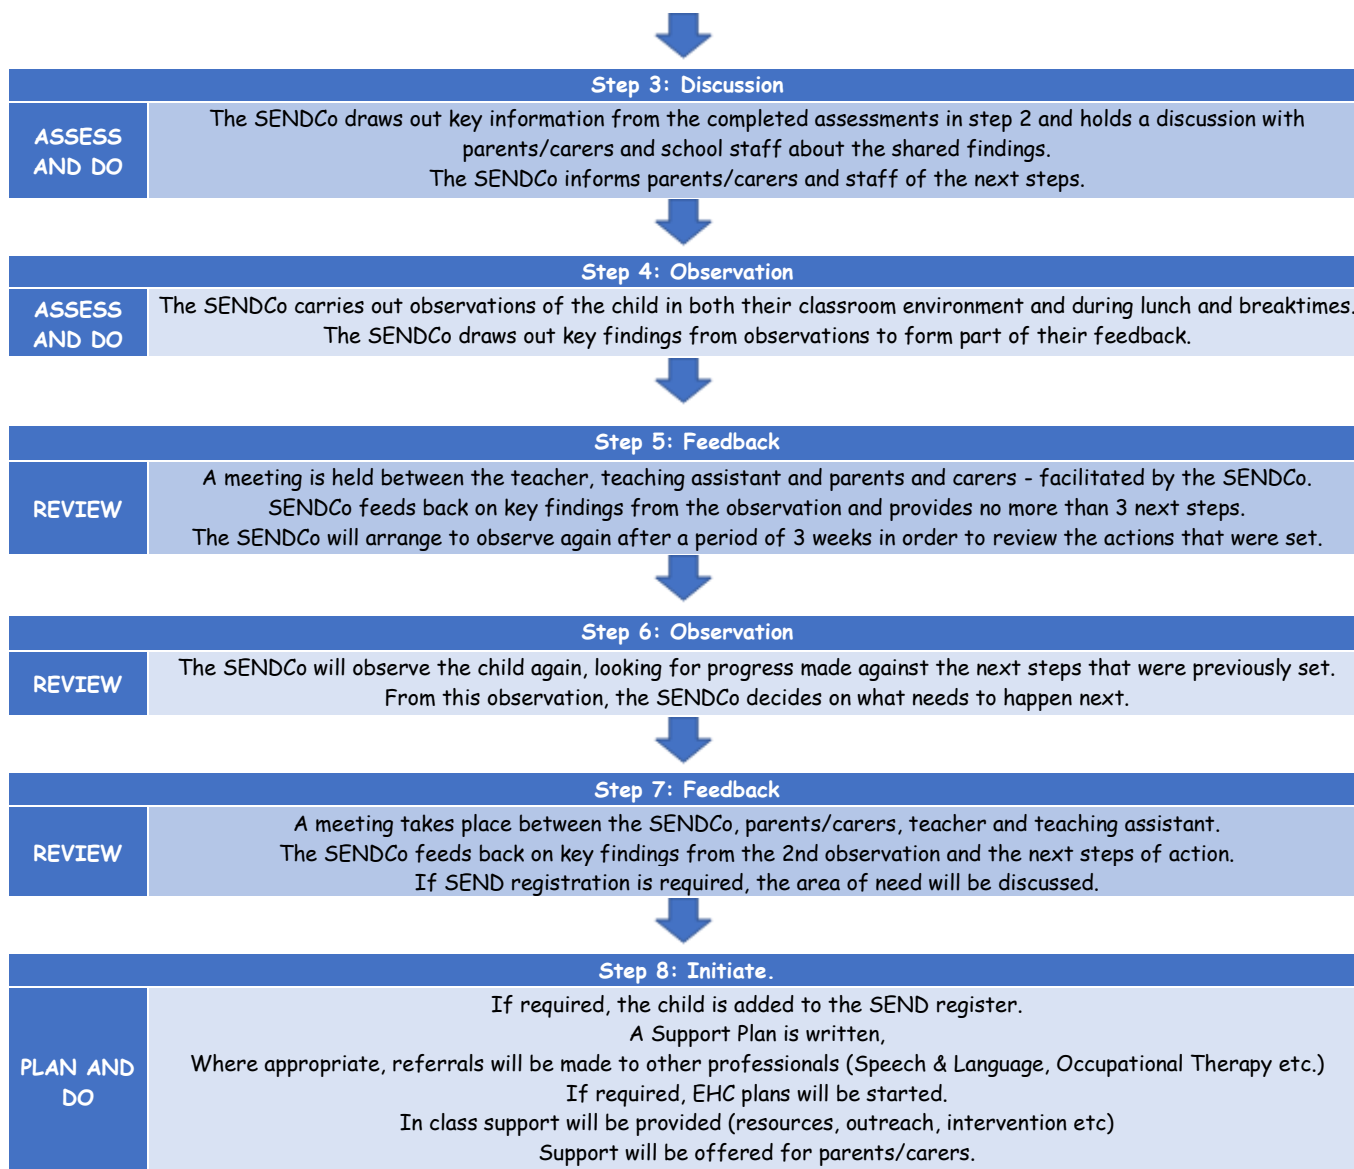 Step 3: Discussion
ASSESS
AND DO
The SENDCo draws out key information from the completed assessments in step 2 and holds a discussion with
parents/carers and school staff about the shared findings.
The SENDCo informs parents/carers and staff of the next steps.
Step 4: Observation
ASSESS
AND DO
The SENDCo carries out observations of the child in both their classroom environment and during lunch and breaktimes.
The SENDCo draws out key findings from observations to form part of their feedback.
Step 5: Feedback
REVIEW
A meeting is held between the teacher, teaching assistant and parents and carers - facilitated by the SENDCo.
SENDCo feeds back on key findings from the observation and provides no more than 3 next steps.
The SENDCo will arrange to observe again after a period of 3 weeks in order to review the actions that were set.
Step 6: Observation
REVIEW
The SENDCo will observe the child again, looking for progress made against the next steps that were previously set.
From this observation, the SENDCo decides on what needs to happen next.
Step 7: Feedback
REVIEW
A meeting takes place between the SENDCo, parents/carers, teacher and teaching assistant.
The SENDCo feeds back on key findings from the 2nd observation and the next steps of action.
If SEND registration is required, the area of need will be discussed.
Step 8: Initiate.
PLAN AND
DO
If required, the child is added to the SEND register.
A Support Plan is written,
Where appropriate, referrals will be made to other professionals (Speech & Language, Occupational Therapy etc.)
If required, EHC plans will be started.
In class support will be provided (resources, outreach, intervention etc)
Support will be offered for parents/carers.